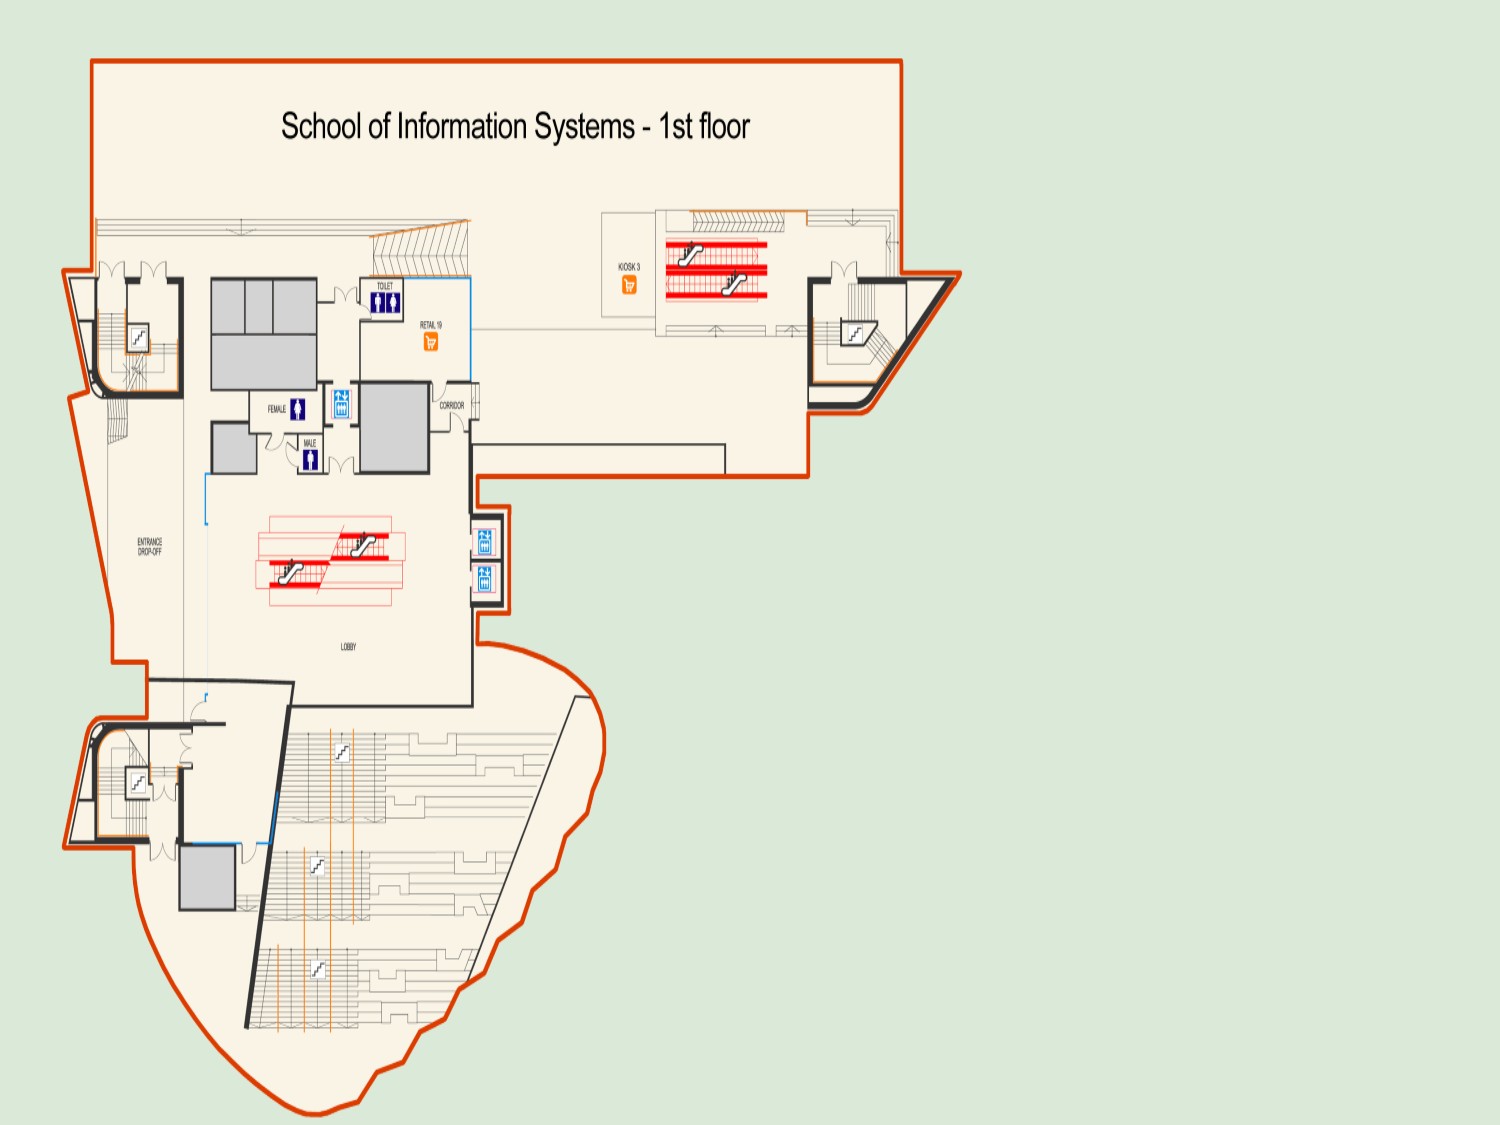 School of Information Systems - 1st floor
KIOSK 3
TOILET
RETAIL 19
CORRIDOR
FEMALE
MALE
ENTRANCE
DROP-OFF
LOBBY